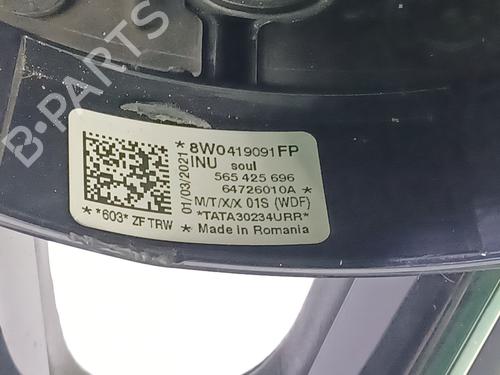 B-PARTS
*8W0419091FP
INU soul
565 425 696
64726010A
M/T/X/X 01S (WDF)
*TATA30234URR*
* Made in Romania
01/03/2021
**603* ZF TRW